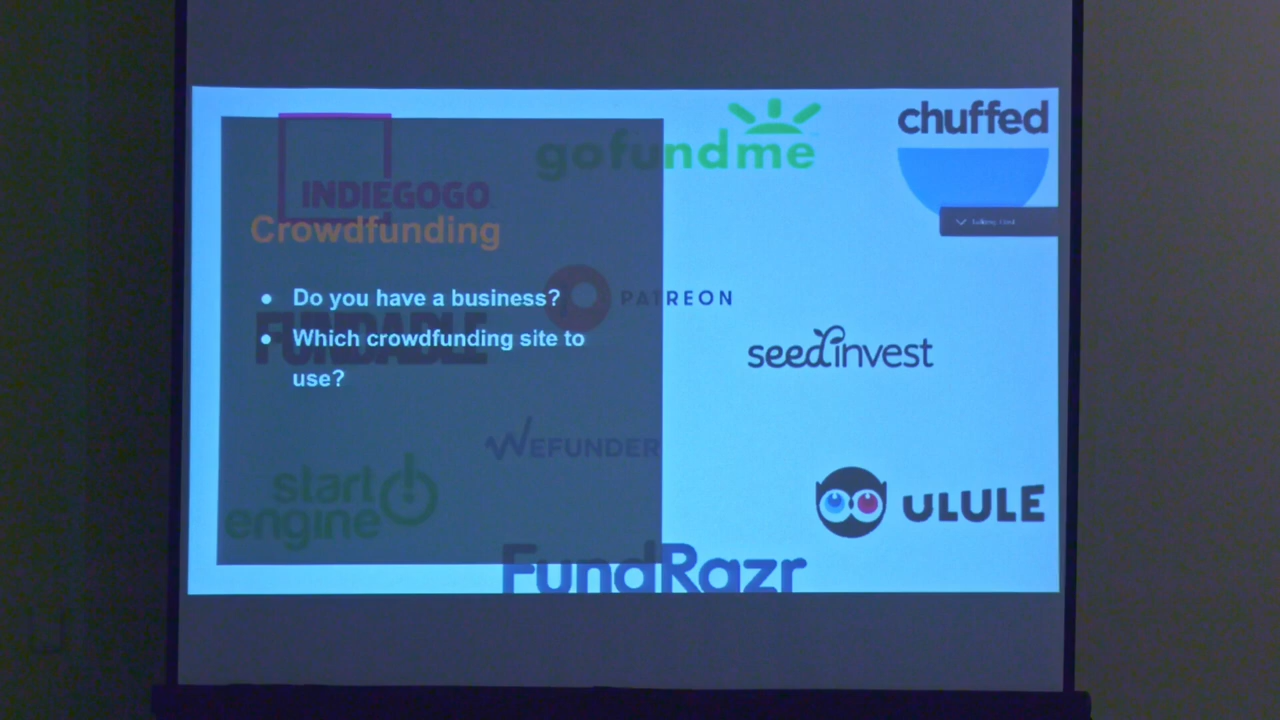 INDIEGOGO
gofundme
chuffed
Crowdfunding
● Do you have a business?
PATREON
FUNDABLE
● Which crowdfunding site to
use?
seedinvest
WEFUNDER
start
engine
ULULE
FundRazr